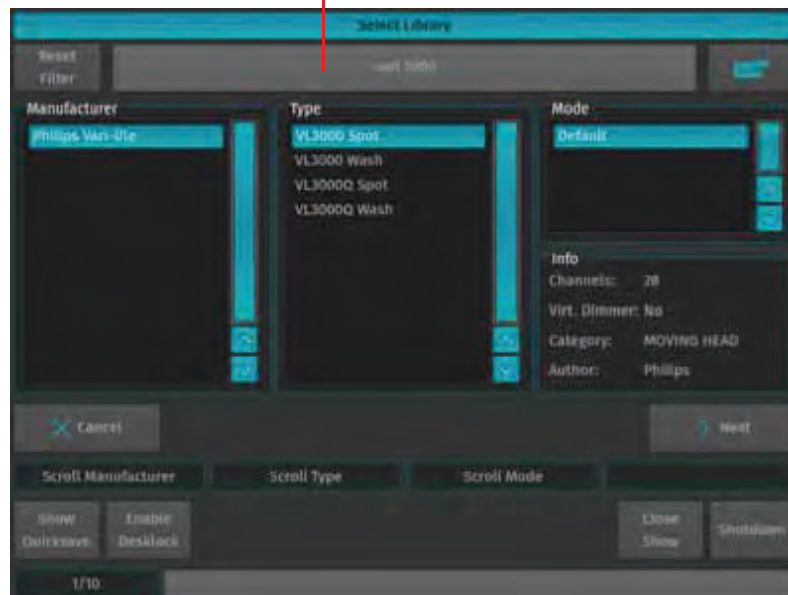 Select Library
Reset
Filter
Manufacturer
Type
Mode
Philips Vari-lite
VL3000 Spot
VL3000 Wash
VL3000Q Spot
VL3000Q Wash
Default
Info
Channels: 28
Virt. Dimmer: No
Category: MOVING HEAD
Author: Philips
Cancel
Next
Scroll Manufacturer
Scroll Type
Scroll Mode
Show
Quicksave
Enable
Desklock
Close
Show
Shutdown
1/10